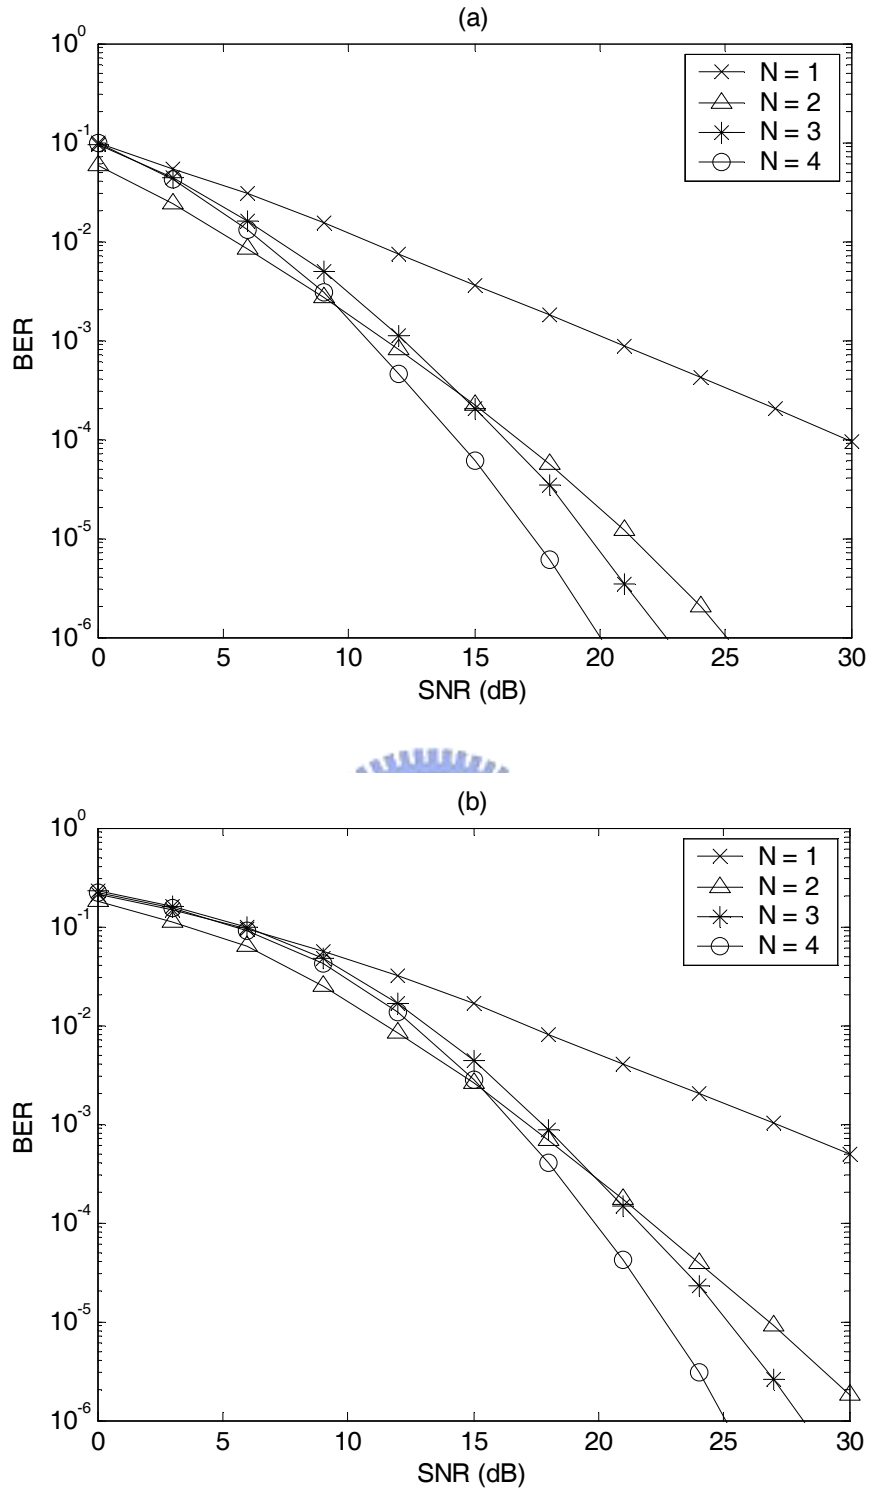 (a)
10^0
10^-1
10^-2
10^-3
10^-4
10^-5
10^-6
BER
N = 1
N = 2
N = 3
N = 4
0 5 10 15 20 25 30
SNR (dB)
(b)
10^0
10^-1
10^-2
10^-3
10^-4
10^-5
10^-6
BER
N = 1
N = 2
N = 3
N = 4
0 5 10 15 20 25 30
SNR (dB)